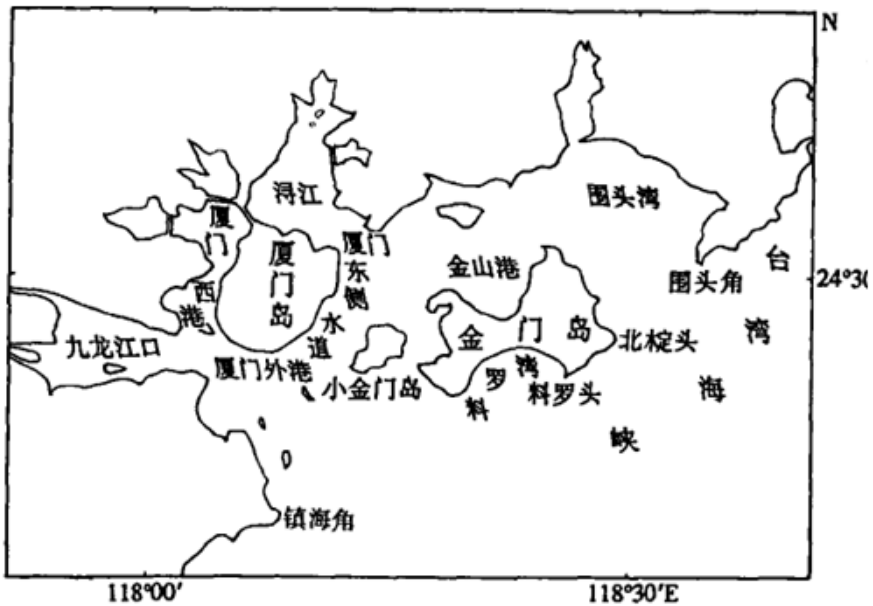 N
浔江
围头湾
厦门西港
厦门岛
厦门东侧水道
金山港
围头角
台湾海峡
24°30
九龙江口
厦门外港
小金门岛
金门岛
北椗头
料罗湾
料罗头
镇海角
118°00′
118°30′E